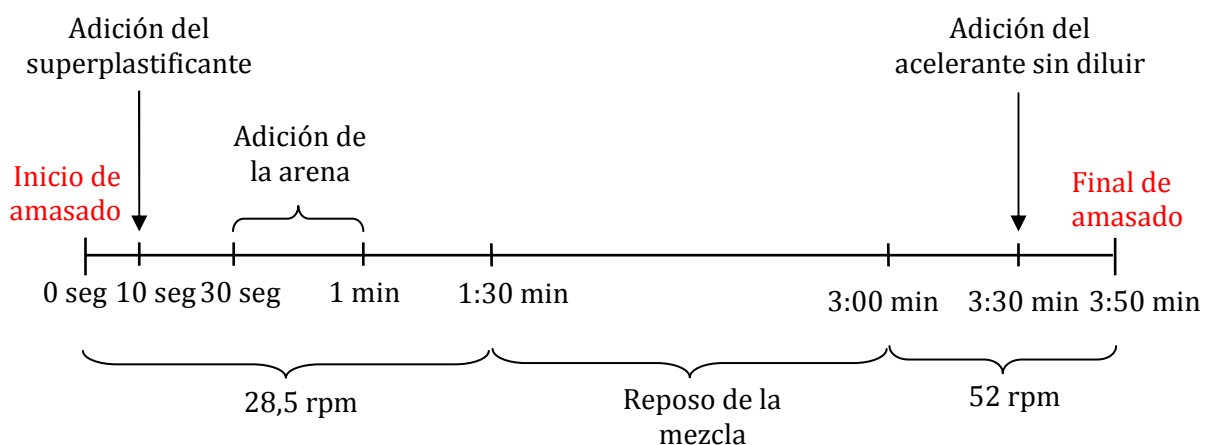 Adición del
superplastificante
Adición del
acelerante sin diluir
Adición de
la arena
Inicio de
amasado
Final de
amasado
0 seg 10 seg 30 seg 1 min 1:30 min 3:00 min 3:30 min 3:50 min
28,5 rpm
Reposo de la
mezcla
52 rpm